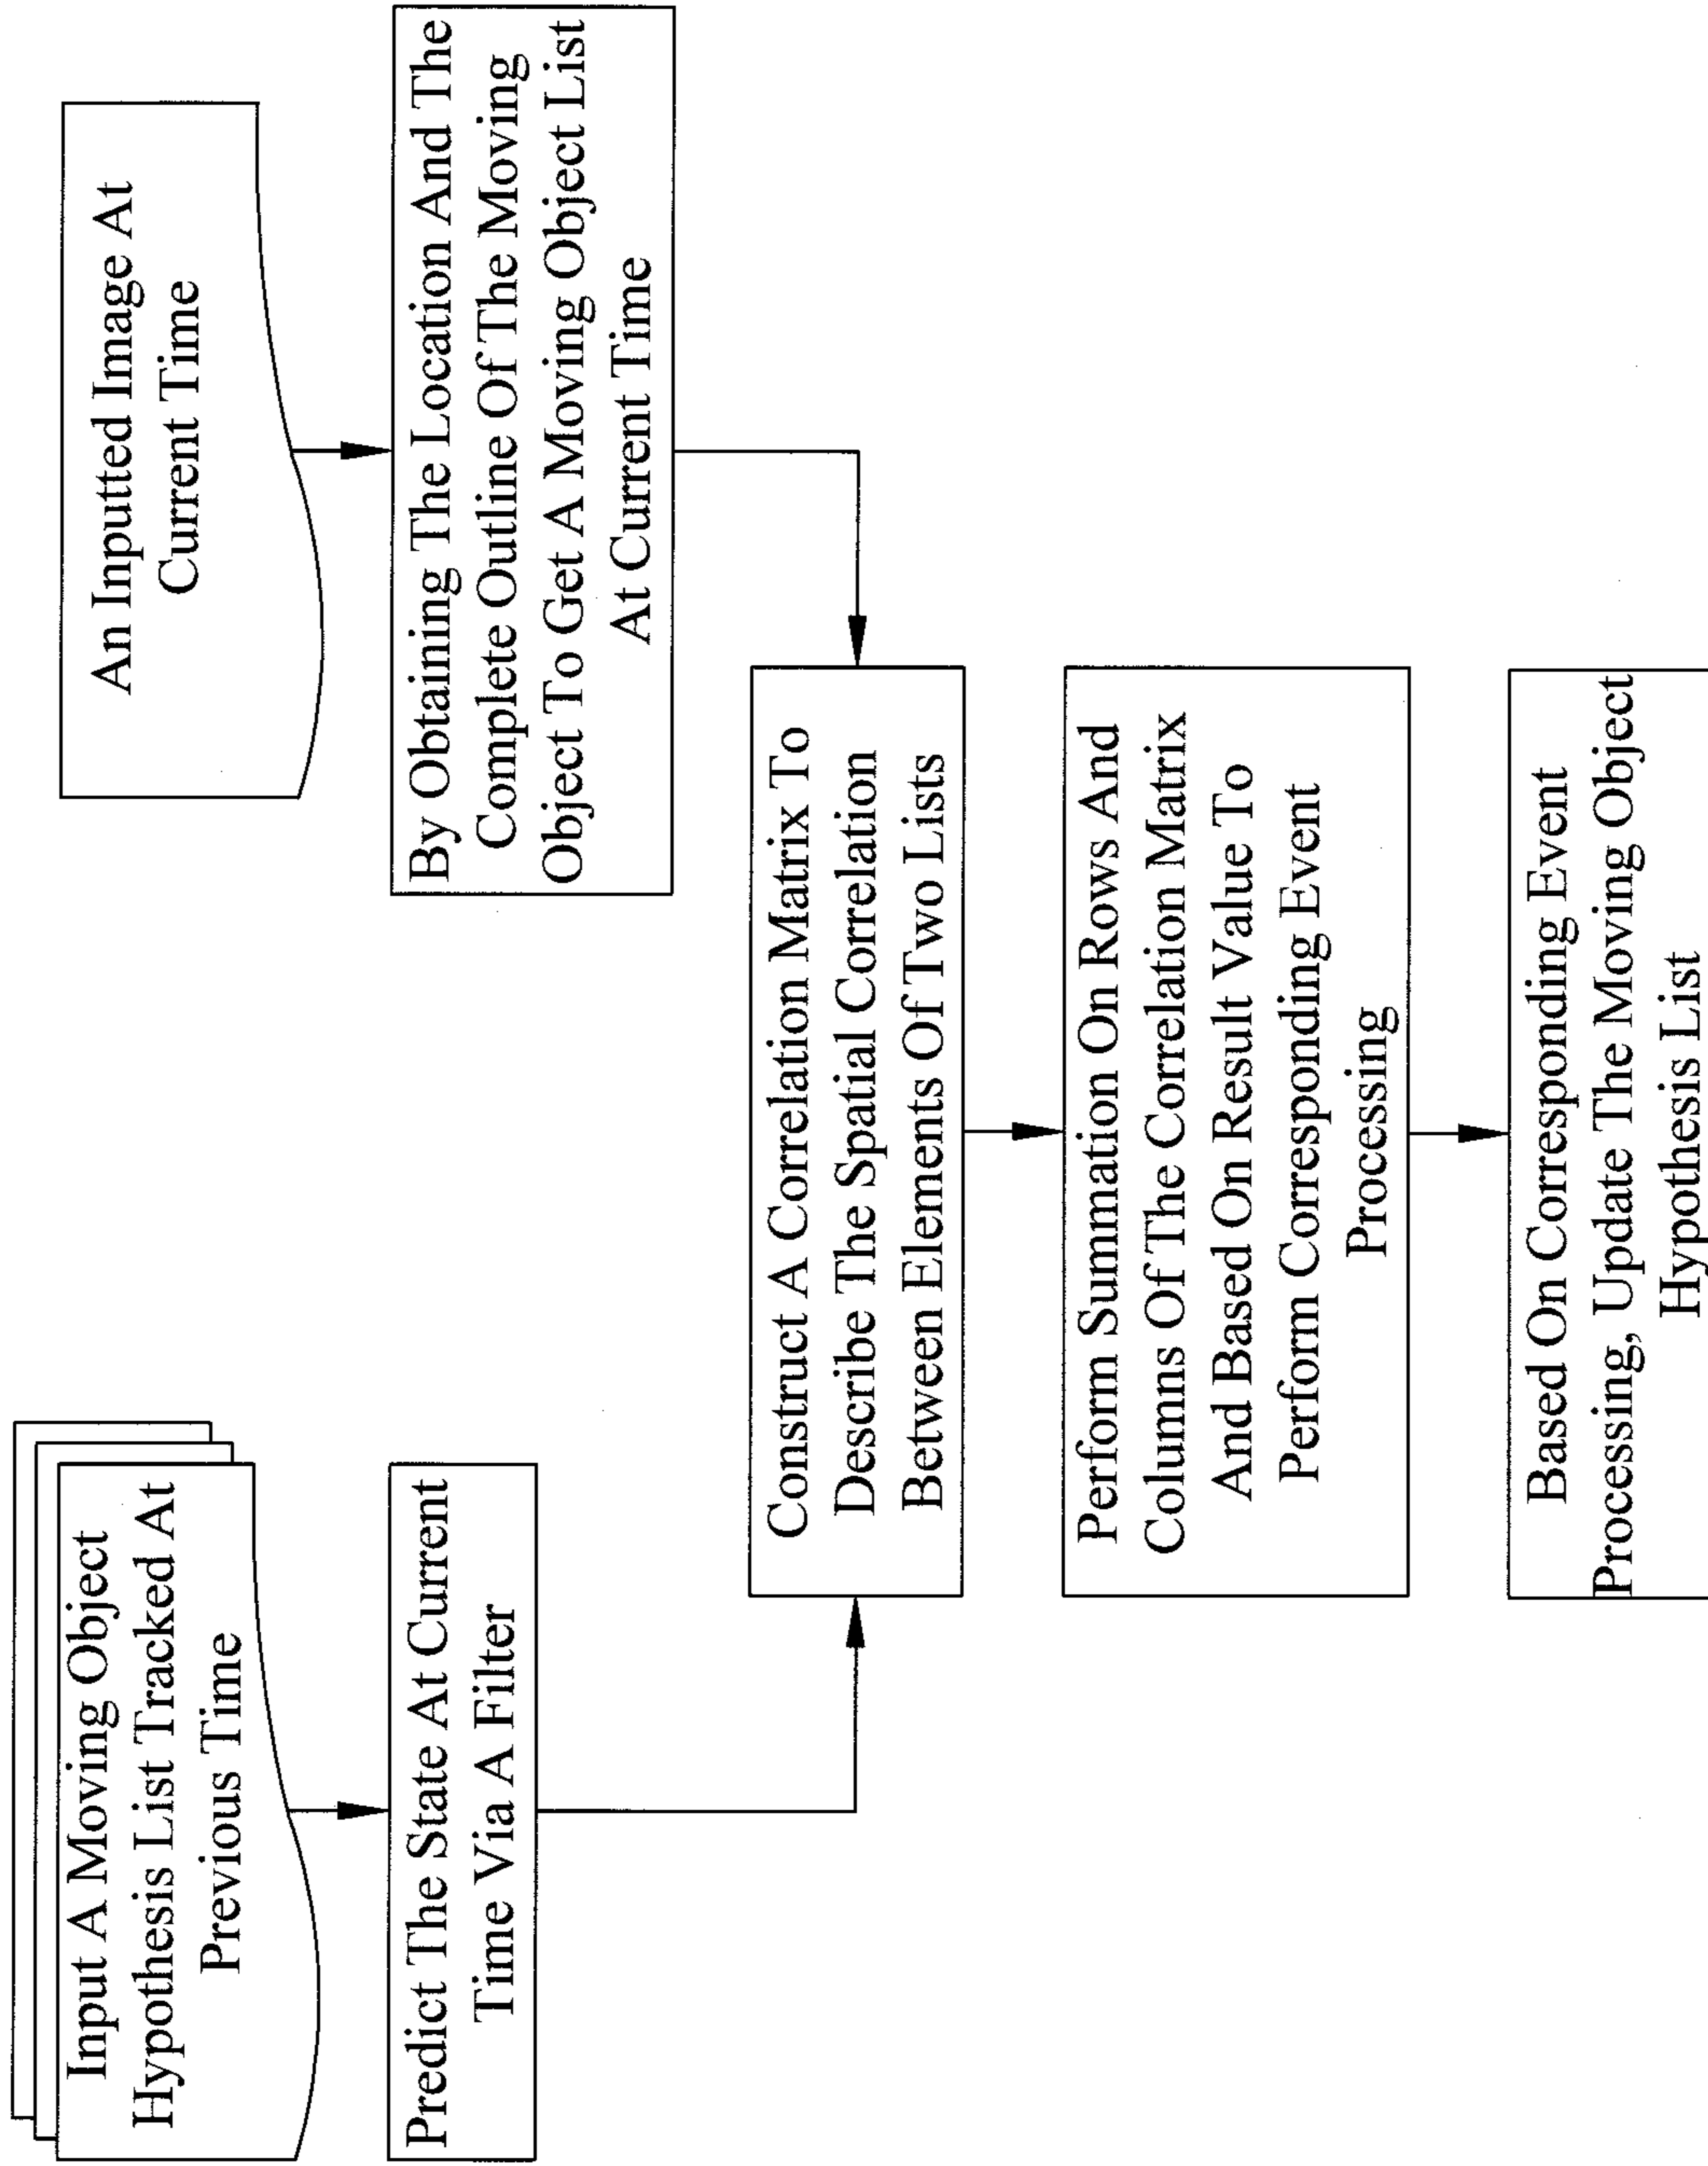 Input A Moving Object
Hypothesis List Tracked At
Previous Time
Predict The State At Current
Time Via A Filter
An Inputted Image At
Current Time
By Obtaining The Location And The
Complete Outline Of The Moving
Object To Get A Moving Object List
At Current Time
Construct A Correlation Matrix To
Describe The Spatial Correlation
Between Elements Of Two Lists
Perform Summation On Rows And
Columns Of The Correlation Matrix
And Based On Result Value To
Perform Corresponding Event
Processing
Based On Corresponding Event
Processing, Update The Moving Object
Hypothesis List